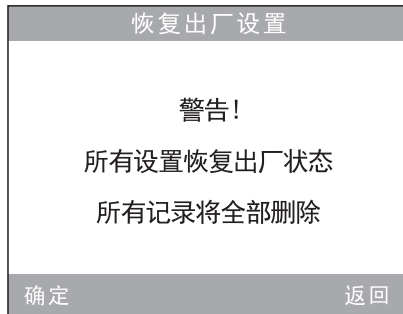 恢复出厂设置
警告!
所有设置恢复出厂状态
所有记录将全部删除
确定 返回